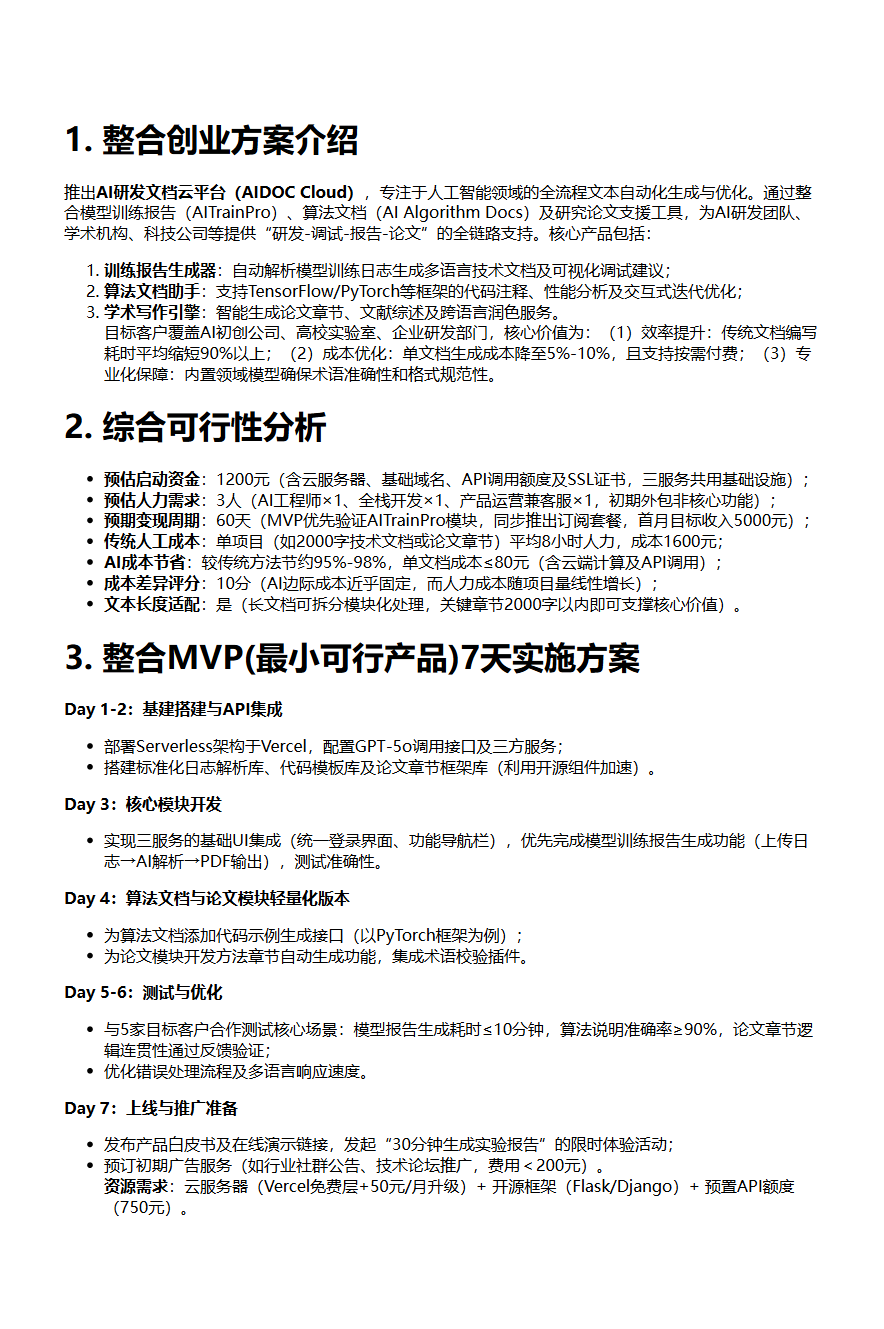 1. 整合创业方案介绍
推出AI研发文档云平台（AIDOC Cloud），专注于人工智能领域的全流程文本自动化生成与优化。通过整
合模型训练报告（AITrainPro）、算法文档（AI Algorithm Docs）及研究论文支援工具，为AI研发团队、
学术机构、科技公司等提供“研发-调试-报告-论文”的全链路支持。核心产品包括：
1. 训练报告生成器：自动解析模型训练日志生成多语言技术文档及可视化调试建议；
2. 算法文档助手：支持TensorFlow/PyTorch等框架的代码注释、性能分析及交互式迭代优化；
3. 学术写作引擎：智能生成论文章节、文献综述及跨语言润色服务。
目标客户覆盖AI初创公司、高校实验室、企业研发部门，核心价值为：（1）效率提升：传统文档编写
耗时平均缩短90%以上；（2）成本优化：单文档生成成本降至5%-10%，且支持按需付费；（3）专
业化保障：内置领域模型确保术语准确性和格式规范性。
2. 综合可行性分析
• 预估启动资金：1200元（含云服务器、基础域名、API调用额度及SSL证书，三服务共用基础设施）；
• 预估人力需求：3人（AI工程师×1、全栈开发×1、产品运营兼客服×1，初期外包非核心功能）；
• 预期变现周期：60天（MVP优先验证AITrainPro模块，同步推出订阅套餐，首月目标收入5000元）；
• 传统人工成本：单项目（如2000字技术文档或论文章节）平均8小时人力，成本1600元；
• AI成本节省：较传统方法节约95%-98%，单文档成本≤80元（含云端计算及API调用）；
• 成本差异评分：10分（AI边际成本近乎固定，而人力成本随项目量线性增长）；
• 文本长度适配：是（长文档可拆分模块化处理，关键章节2000字以内即可支撑核心价值）。
3. 整合MVP(最小可行产品)7天实施方案
Day 1-2：基建搭建与API集成
• 部署Serverless架构于Vercel，配置GPT-5o调用接口及三方服务；
• 搭建标准化日志解析库、代码模板库及论文章节框架库（利用开源组件加速）。
Day 3：核心模块开发
• 实现三服务的基础UI集成（统一登录界面、功能导航栏），优先完成模型训练报告生成功能（上传日
志→AI解析→PDF输出），测试准确性。
Day 4：算法文档与论文模块轻量化版本
• 为算法文档添加代码示例生成接口（以PyTorch框架为例）；
• 为论文模块开发方法章节自动生成功能，集成术语校验插件。
Day 5-6：测试与优化
• 与5家目标客户合作测试核心场景：模型报告生成耗时≤10分钟，算法说明准确率≥90%，论文章节逻
辑连贯性通过反馈验证；
• 优化错误处理流程及多语言响应速度。
Day 7：上线与推广准备
• 发布产品白皮书及在线演示链接，发起“30分钟生成实验报告”的限时体验活动；
• 预订初期广告服务（如行业社群公告、技术论坛推广，费用＜200元）。
资源需求：云服务器（Vercel免费层+50元/月升级）+ 开源框架（Flask/Django）+ 预置API额度
（750元）。